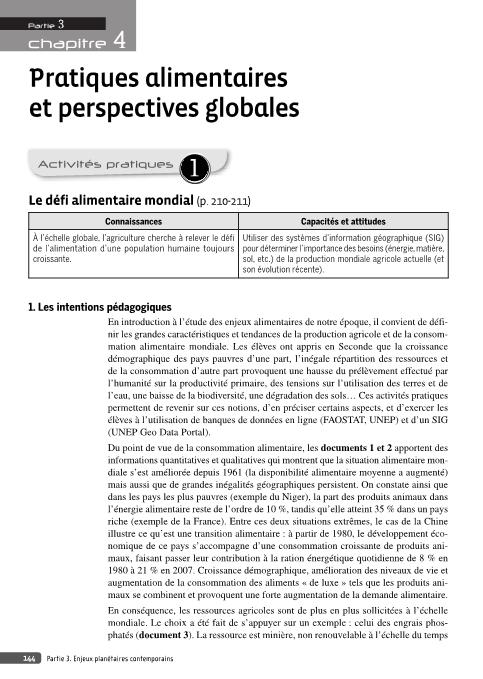 Partie 3
chapitre 4
Pratiques alimentaires
et perspectives globales
Activités pratiques 1
Le défi alimentaire mondial (p. 210-211)
Connaissances
Capacités et attitudes
À l'échelle globale, l'agriculture cherche à relever le défi
de l'alimentation d'une population humaine toujours
croissante.
Utiliser des systèmes d'information géographique (SIG)
pour déterminer l'importance des besoins (énergie, matière,
sol, etc.) de la production mondiale agricole actuelle (et
son évolution récente).
1. Les intentions pédagogiques
En introduction à l'étude des enjeux alimentaires de notre époque, il convient de défi-
nir les grandes caractéristiques et tendances de la production agricole et de la consom-
mation alimentaire mondiale. Les élèves ont appris en Seconde que la croissance
démographique des pays pauvres d'une part, l'inégale répartition des ressources et
de la consommation d'autre part provoquent une hausse du prélèvement effectué par
l'humanité sur la productivité primaire, des tensions sur l'utilisation des terres et de
l'eau, une baisse de la biodiversité, une dégradation des sols… Ces activités pratiques
permettent de revenir sur ces notions, d'en préciser certains aspects, et d'exercer les
élèves à l'utilisation de banques de données en ligne (FAOSTAT, UNEP) et d'un SIG
(UNEP Geo Data Portal).
Du point de vue de la consommation alimentaire, les documents 1 et 2 apportent des
informations quantitatives et qualitatives qui montrent que la situation alimentaire mon-
diale s'est améliorée depuis 1961 (la disponibilité alimentaire moyenne a augmenté)
mais aussi que de grandes inégalités géographiques persistent. On constate ainsi que
dans les pays les plus pauvres (exemple du Niger), la part des produits animaux dans
l'énergie alimentaire reste de l'ordre de 10 %, tandis qu'elle atteint 35 % dans un pays
riche (exemple de la France). Entre ces deux situations extrêmes, le cas de la Chine
illustre ce qu'est une transition alimentaire : à partir de 1980, le développement éco-
nomique de ce pays s'accompagne d'une consommation croissante de produits ani-
maux, faisant passer leur contribution à la ration énergétique quotidienne de 8 % en
1980 à 21 % en 2007. Croissance démographique, amélioration des niveaux de vie et
augmentation de la consommation des aliments « de luxe » tels que les produits ani-
maux se combinent et provoquent une forte augmentation de la demande alimentaire.
En conséquence, les ressources agricoles sont de plus en plus sollicitées à l'échelle
mondiale. Le choix a été fait de s'appuyer sur un exemple : celui des engrais phos-
phatés (document 3). La ressource est minière, non renouvelable à l'échelle du temps
144 Partie 3. Enjeux planétaires contemporains